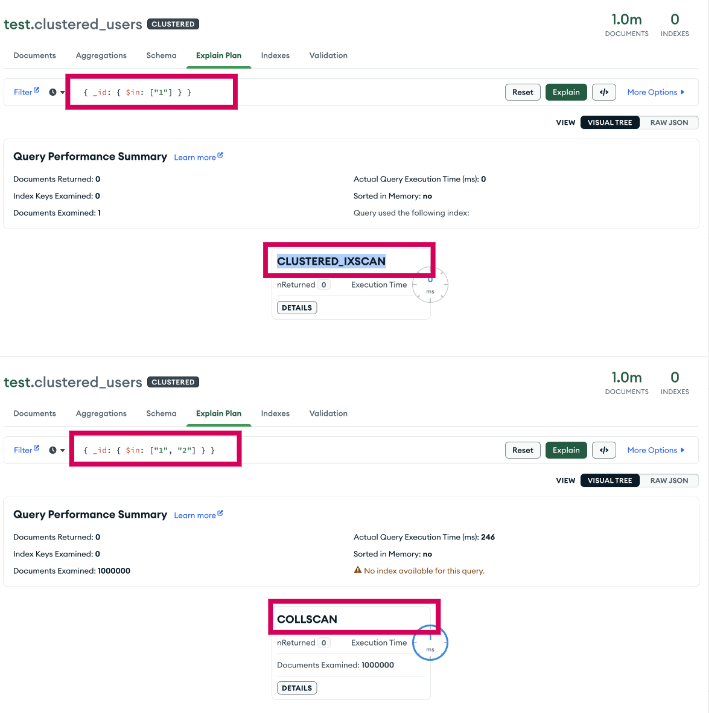 test.clustered_users CLUSTERED
1.0m 0
DOCUMENTS INDEXES
Documents Aggregations Schema Explain Plan Indexes Validation
Filter { _id: { $in: ["1"] } } Reset Explain </> More Options
VIEW VISUAL TREE RAW JSON
Query Performance Summary Learn more
Documents Returned: 0 Actual Query Execution Time (ms): 0
Index Keys Examined: 0 Sorted in Memory: no
Documents Examined: 1 Query used the following index:
CLUSTERED_IXSCAN
nReturned 0 Execution Time 0 ms
DETAILS
test.clustered_users CLUSTERED
1.0m 0
DOCUMENTS INDEXES
Documents Aggregations Schema Explain Plan Indexes Validation
Filter { _id: { $in: ["1", "2"] } } Reset Explain </> More Options
VIEW VISUAL TREE RAW JSON
Query Performance Summary Learn more
Documents Returned: 0 Actual Query Execution Time (ms): 246
Index Keys Examined: 0 Sorted in Memory: no
Documents Examined: 1000000 No index available for this query.
COLLSCAN
nReturned 0 Execution Time ms
Documents Examined: 1000000
DETAILS